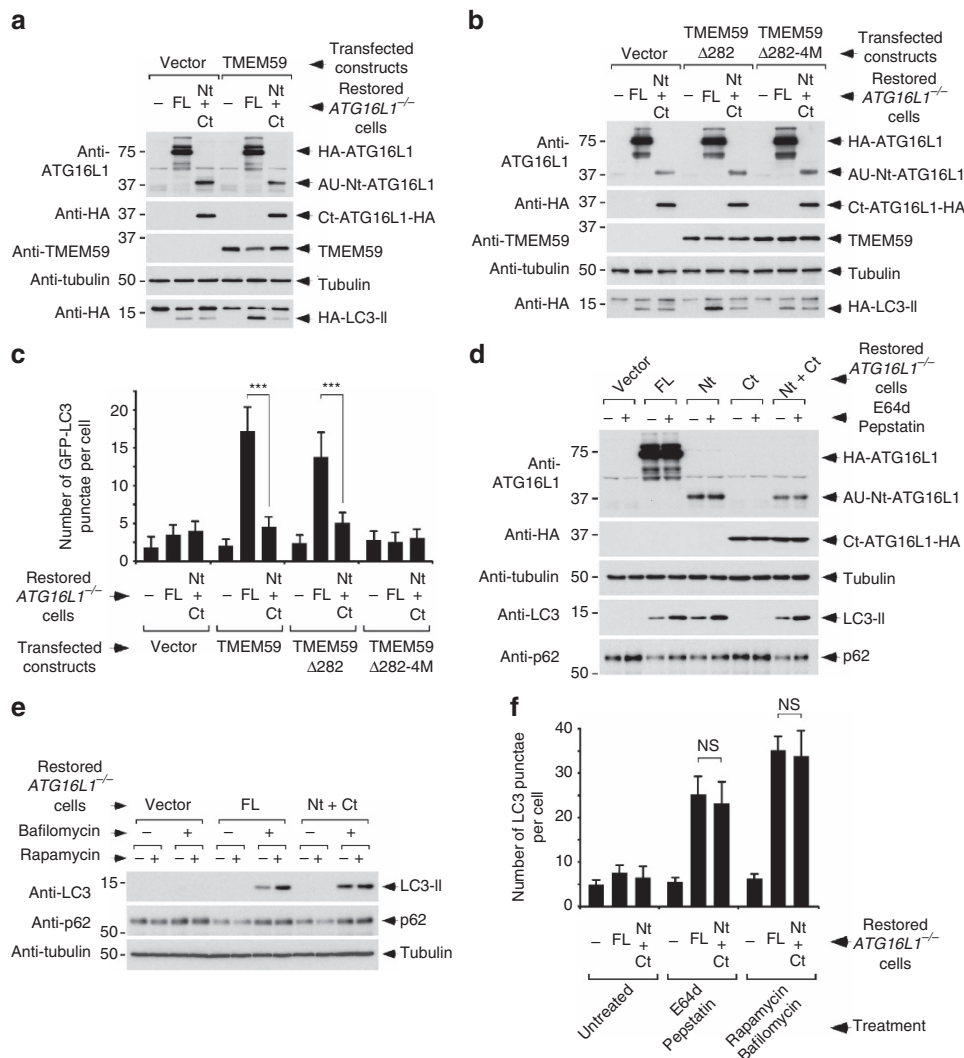 a
Vector TMEM59
Transfected constructs
– FL Nt + Ct – FL Nt + Ct
Restored ATG16L1–/– cells
Anti-ATG16L1
75
37
HA-ATG16L1
AU-Nt-ATG16L1
Anti-HA 37 Ct-ATG16L1-HA
37
Anti-TMEM59 TMEM59
Anti-tubulin 50 Tubulin
Anti-HA 15 HA-LC3-II
b
Vector TMEM59 Δ282 TMEM59 Δ282-4M
Transfected constructs
– FL Nt + Ct – FL Nt + Ct – FL Nt + Ct
Restored ATG16L1–/– cells
Anti-ATG16L1
75
37
HA-ATG16L1
AU-Nt-ATG16L1
Anti-HA 37 Ct-ATG16L1-HA
37
Anti-TMEM59 TMEM59
Anti-tubulin 50 Tubulin
Anti-HA 15 HA-LC3-II
c
Number of GFP-LC3 punctae per cell
20
15
10
5
0
*** ***
Restored ATG16L1–/– cells
– FL Nt + Ct – FL Nt + Ct – FL Nt + Ct – FL Nt + Ct
Transfected constructs
Vector TMEM59 TMEM59 Δ282 TMEM59 Δ282-4M
d
Vector FL Nt Ct Nt + Ct
Restored ATG16L1–/– cells
– + – + – + – + – +
E64d Pepstatin
Anti-ATG16L1
75
37
HA-ATG16L1
AU-Nt-ATG16L1
Anti-HA 37 Ct-ATG16L1-HA
Anti-tubulin 50 Tubulin
Anti-LC3 15 LC3-II
Anti-p62 p62
50
e
Restored ATG16L1–/– cells
Vector FL Nt + Ct
Bafilomycin – + – + – +
Rapamycin – + – + – + – + – + – +
Anti-LC3 15 LC3-II
Anti-p62 p62
50
Anti-tubulin 50 Tubulin
f
Number of LC3 punctae per cell
40
30
20
10
0
NS NS
– FL Nt + Ct – FL Nt + Ct – FL Nt + Ct
Restored ATG16L1–/– cells
Untreated
E64d Pepstatin
Rapamycin Bafilomycin
Treatment